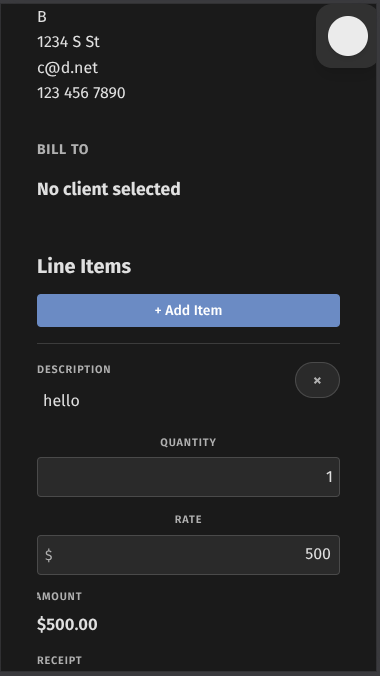 B
1234 S St
c@d.net
123 456 7890
BILL TO
No client selected
Line Items
+ Add Item
DESCRIPTION
×
hello
QUANTITY
1
RATE
$ 500
AMOUNT
$500.00
RECEIPT